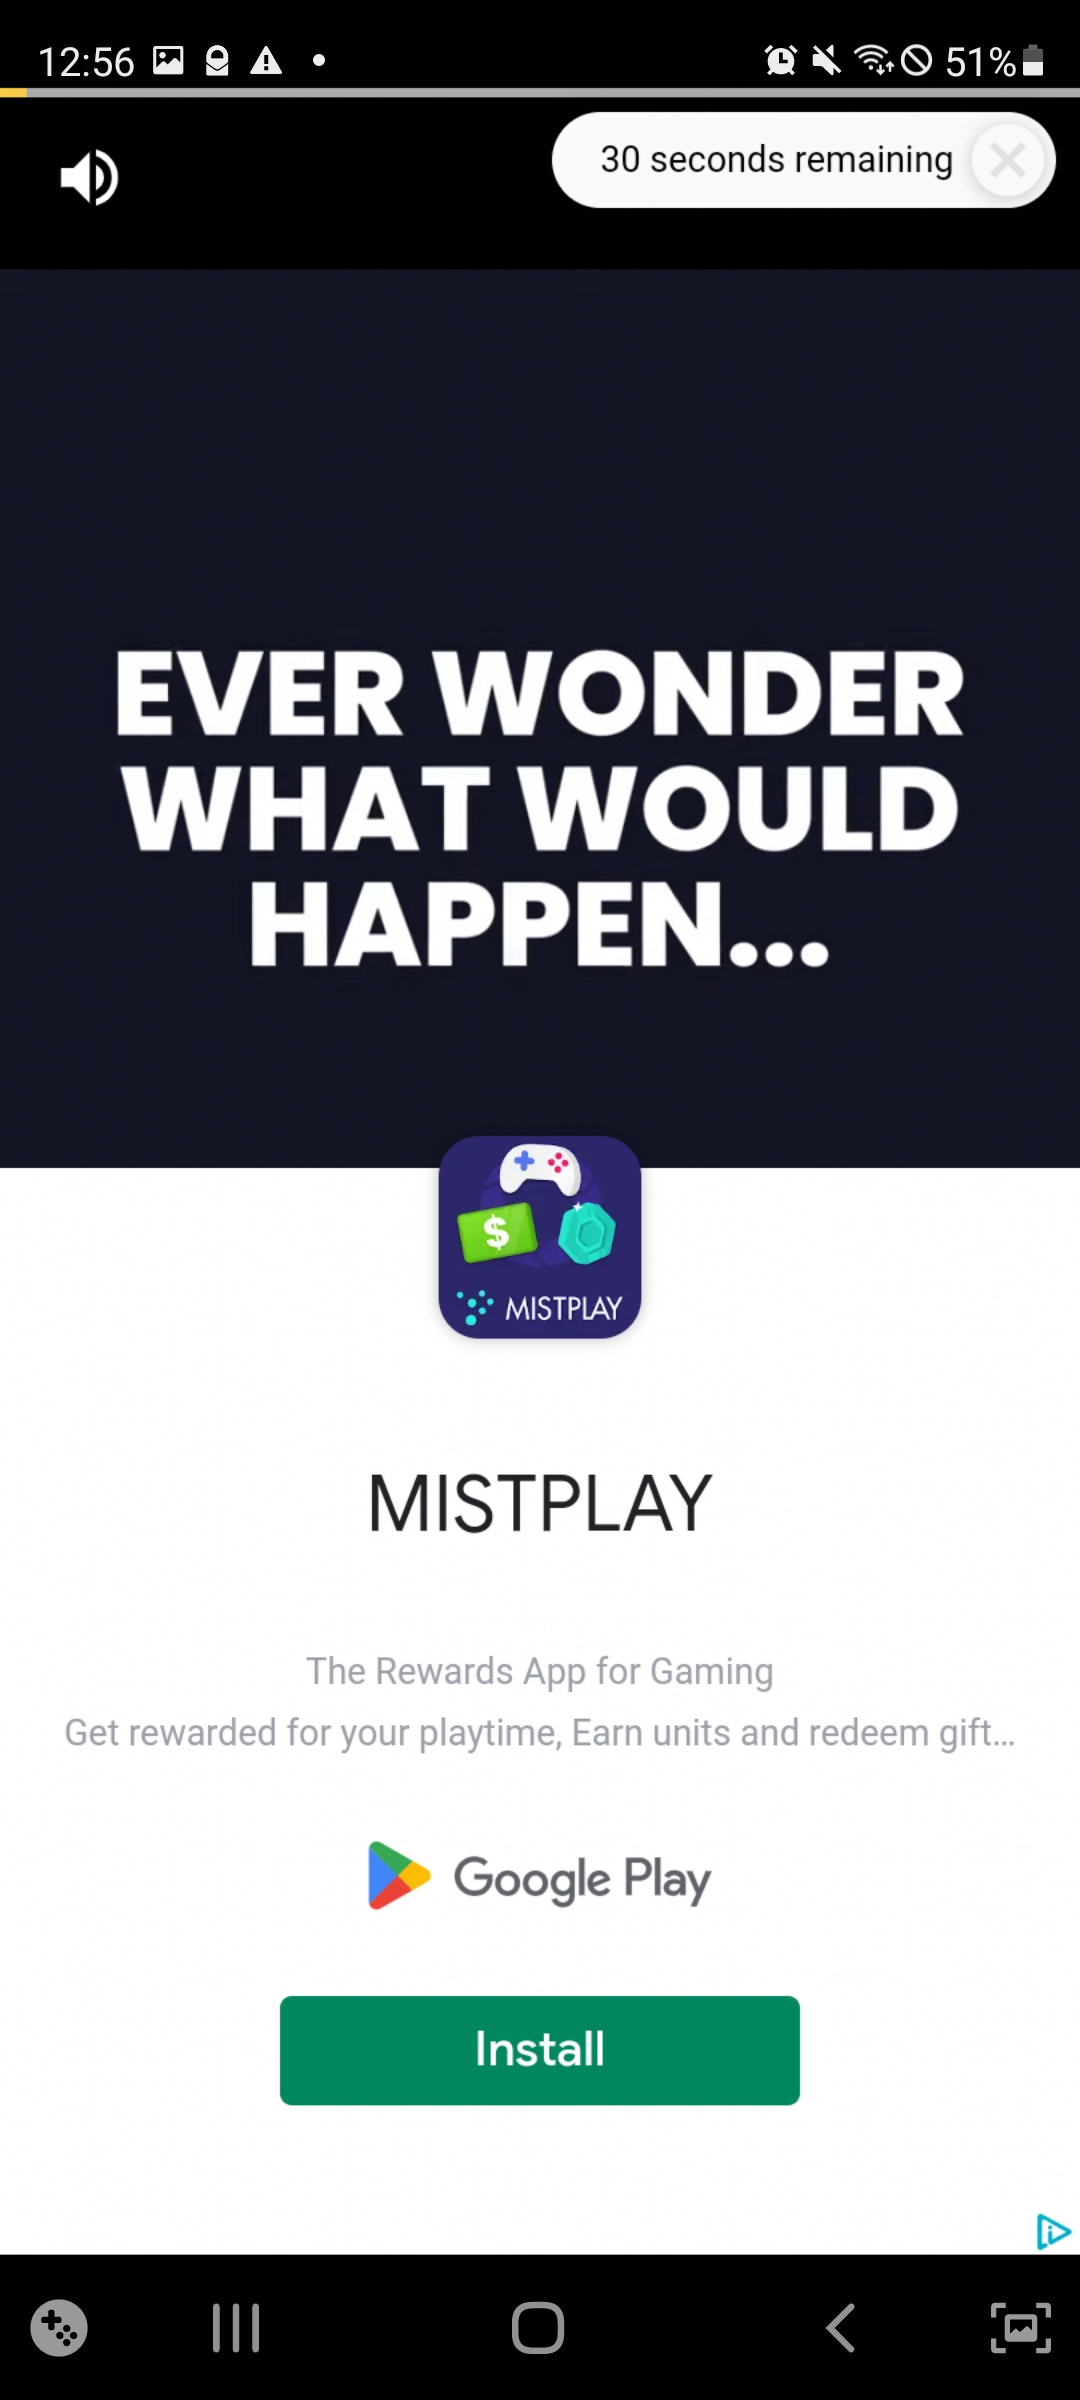 12:56
51%
30 seconds remaining
EVER WONDER
WHAT WOULD
HAPPEN...
$
MISTPLAY
MISTPLAY
The Rewards App for Gaming
Get rewarded for your playtime, Earn units and redeem gift...
Google Play
Install